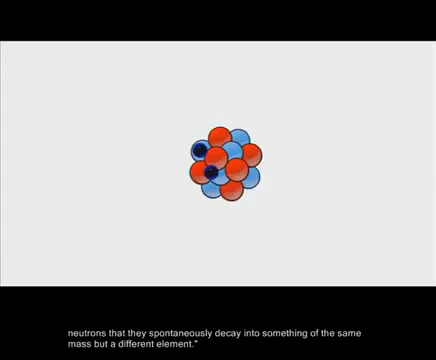 neutrons that they spontaneously decay into something of the same
mass but a different element."